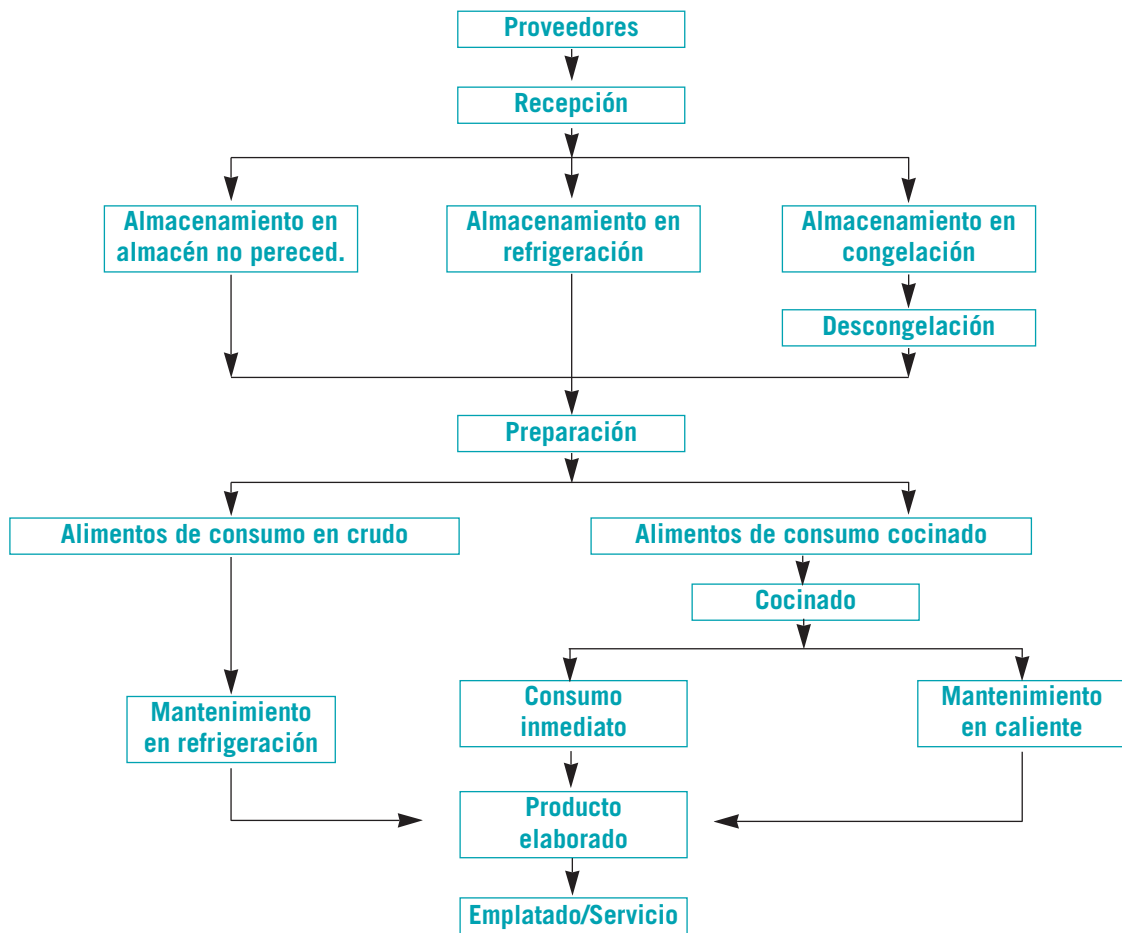 Proveedores
Recepción
Almacenamiento en
almacén no pereced.
Almacenamiento en
refrigeración
Almacenamiento en
congelación
Descongelación
Preparación
Alimentos de consumo en crudo
Alimentos de consumo cocinado
Cocinado
Mantenimiento
en refrigeración
Consumo
inmediato
Mantenimiento
en caliente
Producto
elaborado
Emplatado/Servicio